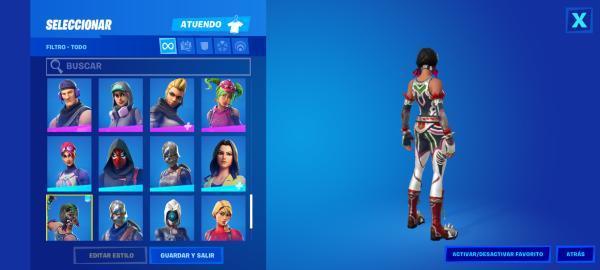 SELECCIONAR
ATUENDO
FILTRO - TODO
BUSCAR
EDITAR ESTILO
GUARDAR Y SALIR
X
ACTIVAR/DESACTIVAR FAVORITO
ATRÁS